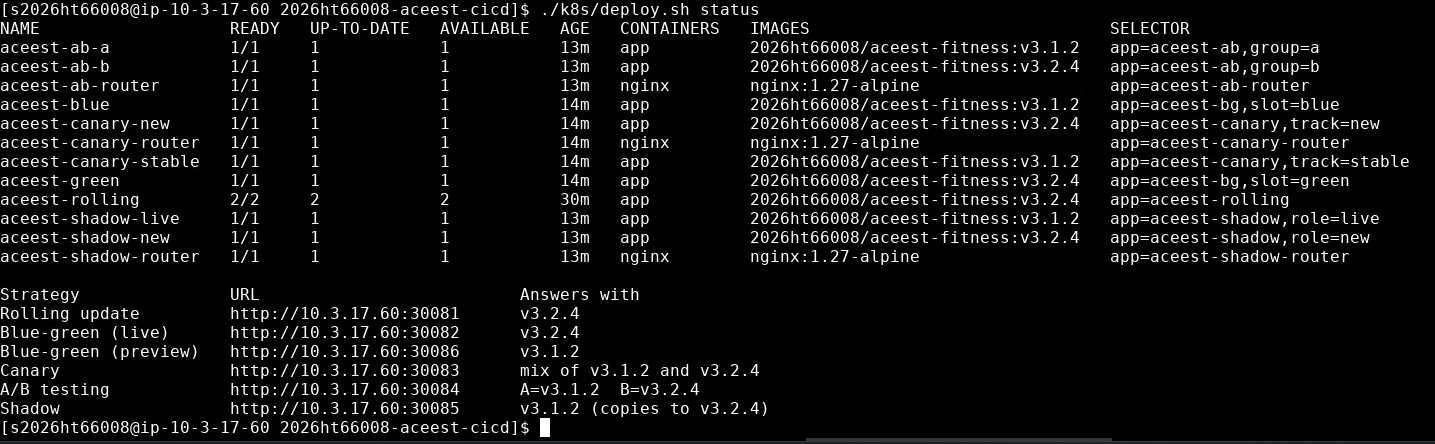 [s2026ht66008@ip-10-3-17-60 2026ht66008-aceest-cicd]$ ./k8s/deploy.sh status
NAME                   READY   UP-TO-DATE   AVAILABLE   AGE   CONTAINERS   IMAGES                              SELECTOR
aceest-ab-a            1/1     1            1           13m   app          2026ht66008/aceest-fitness:v3.1.2   app=aceest-ab,group=a
aceest-ab-b            1/1     1            1           13m   app          2026ht66008/aceest-fitness:v3.2.4   app=aceest-ab,group=b
aceest-ab-router       1/1     1            1           13m   nginx        nginx:1.27-alpine                   app=aceest-ab-router
aceest-blue            1/1     1            1           14m   app          2026ht66008/aceest-fitness:v3.1.2   app=aceest-bg,slot=blue
aceest-canary-new      1/1     1            1           14m   app          2026ht66008/aceest-fitness:v3.2.4   app=aceest-canary,track=new
aceest-canary-router   1/1     1            1           14m   nginx        nginx:1.27-alpine                   app=aceest-canary-router
aceest-canary-stable   1/1     1            1           14m   app          2026ht66008/aceest-fitness:v3.1.2   app=aceest-canary,track=stable
aceest-green           1/1     1            1           14m   app          2026ht66008/aceest-fitness:v3.2.4   app=aceest-bg,slot=green
aceest-rolling         2/2     2            2           30m   app          2026ht66008/aceest-fitness:v3.2.4   app=aceest-rolling
aceest-shadow-live     1/1     1            1           13m   app          2026ht66008/aceest-fitness:v3.1.2   app=aceest-shadow,role=live
aceest-shadow-new      1/1     1            1           13m   app          2026ht66008/aceest-fitness:v3.2.4   app=aceest-shadow,role=new
aceest-shadow-router   1/1     1            1           13m   nginx        nginx:1.27-alpine                   app=aceest-shadow-router

Strategy               URL                          Answers with
Rolling update         http://10.3.17.60:30081      v3.2.4
Blue-green (live)      http://10.3.17.60:30082      v3.2.4
Blue-green (preview)   http://10.3.17.60:30086      v3.1.2
Canary                 http://10.3.17.60:30083      mix of v3.1.2 and v3.2.4
A/B testing            http://10.3.17.60:30084      A=v3.1.2  B=v3.2.4
Shadow                 http://10.3.17.60:30085      v3.1.2 (copies to v3.2.4)
[s2026ht66008@ip-10-3-17-60 2026ht66008-aceest-cicd]$